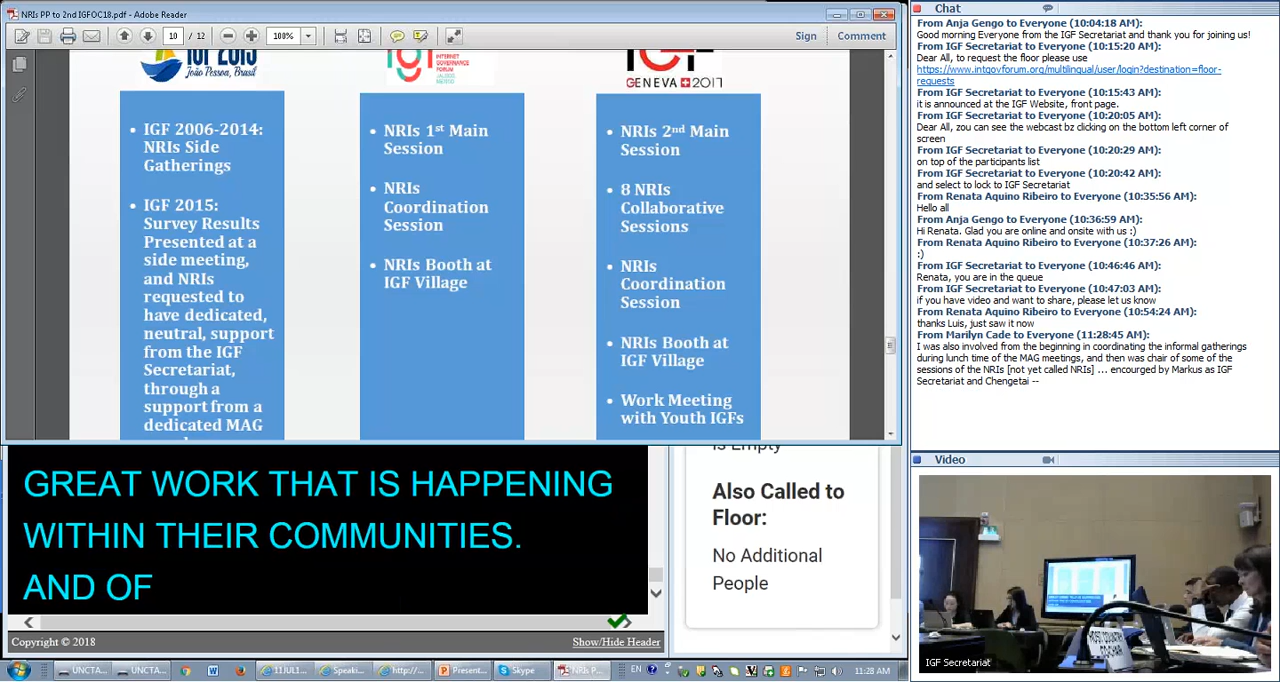 NRIs PP to 2nd IGFOC18.pdf - Adobe Reader
10 / 12
100%
Sign
Comment
IGF 2015
João Pessoa, Brasil
INTERNET
GOVERNANCE
FORUM
GENEVA 2017
• IGF 2006-2014:
NRIs Side
Gatherings
• IGF 2015:
Survey Results
Presented at a
side meeting,
and NRIs
requested to
have dedicated,
neutral, support
from the IGF
Secretariat,
through a
support from a
dedicated MAG
• NRIs 1st Main
Session
• NRIs
Coordination
Session
• NRIs Booth at
IGF Village
• NRIs 2nd Main
Session
• 8 NRIs
Collaborative
Sessions
• NRIs
Coordination
Session
• NRIs Booth at
IGF Village
• Work Meeting
with Youth IGFs
GREAT WORK THAT IS HAPPENING
WITHIN THEIR COMMUNITIES.
AND OF
Copyright © 2018
Show/Hide Header
is Empty
Also Called to
Floor:
No Additional
People
Chat
From Anja Gengo to Everyone (10:04:18 AM):
Good morning Everyone from the IGF Secretariat and thank you for joining us!
From IGF Secretariat to Everyone (10:15:20 AM):
Dear All, to request the floor please use
https://www.intgovforum.org/multilingual/user/login?destination=floor-
requests
From IGF Secretariat to Everyone (10:15:43 AM):
it is announced at the IGF Website, front page.
From IGF Secretariat to Everyone (10:20:05 AM):
Dear All, zou can see the webcast bz clicking on the bottom left corner of
screen
From IGF Secretariat to Everyone (10:20:29 AM):
on top of the participants list
From IGF Secretariat to Everyone (10:20:42 AM):
and select to lock to IGF Secretariat
From Renata Aquino Ribeiro to Everyone (10:35:56 AM):
Hello all
From Anja Gengo to Everyone (10:36:59 AM):
Hi Renata. Glad you are online and onsite with us :)
From Renata Aquino Ribeiro to Everyone (10:37:26 AM):
:)
From IGF Secretariat to Everyone (10:46:46 AM):
Renata, you are in the queue
From IGF Secretariat to Everyone (10:47:03 AM):
if you have video and want to share, please let us know
From Renata Aquino Ribeiro to Everyone (10:54:24 AM):
thanks Luis, just saw it now
From Marilyn Cade to Everyone (11:28:45 AM):
I was also involved from the beginning in coordinating the informal gatherings
during lunch time of the MAG meetings, and then was chair of some of the
sessions of the NRIs [not yet called NRIs] ... encourged by Markus as IGF
Secretariat and Chengetai --
Video
HOST COUNTRY
CO-CHAIR
IGF Secretariat
UNCTA...
UNCTA...
11JUL1...
Speaki...
http://...
Present...
Skype
NRIs P...
EN
11:28 AM